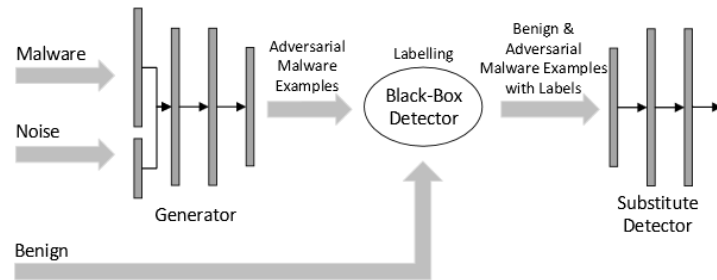 Malware
Noise
Generator
Adversarial
Malware
Examples
Labelling
Black-Box
Detector
Benign &
Adversarial
Malware Examples
with Labels
Substitute
Detector
Benign